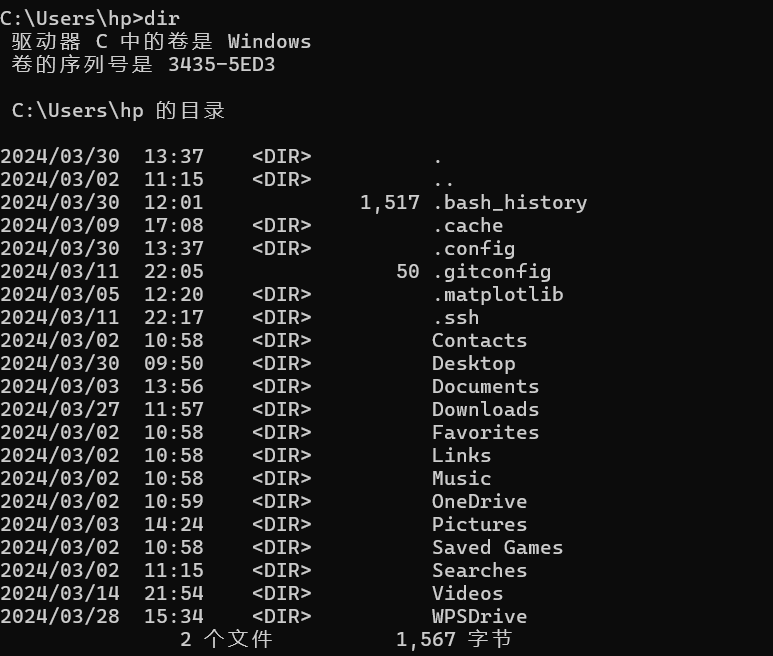 C:\Users\hp>dir
驱动器 C 中的卷是 Windows
卷的序列号是 3435-5ED3
C:\Users\hp 的目录
2024/03/30  13:37    <DIR>          .
2024/03/02  11:15    <DIR>          ..
2024/03/30  12:01             1,517 .bash_history
2024/03/09  17:08    <DIR>          .cache
2024/03/30  13:37    <DIR>          .config
2024/03/11  22:05                50 .gitconfig
2024/03/05  12:20    <DIR>          .matplotlib
2024/03/11  22:17    <DIR>          .ssh
2024/03/02  10:58    <DIR>          Contacts
2024/03/30  09:50    <DIR>          Desktop
2024/03/03  13:56    <DIR>          Documents
2024/03/27  11:57    <DIR>          Downloads
2024/03/02  10:58    <DIR>          Favorites
2024/03/02  10:58    <DIR>          Links
2024/03/02  10:58    <DIR>          Music
2024/03/02  10:59    <DIR>          OneDrive
2024/03/03  14:24    <DIR>          Pictures
2024/03/02  10:58    <DIR>          Saved Games
2024/03/02  11:15    <DIR>          Searches
2024/03/14  21:54    <DIR>          Videos
2024/03/28  15:34    <DIR>          WPSDrive
2 个文件          1,567 字节